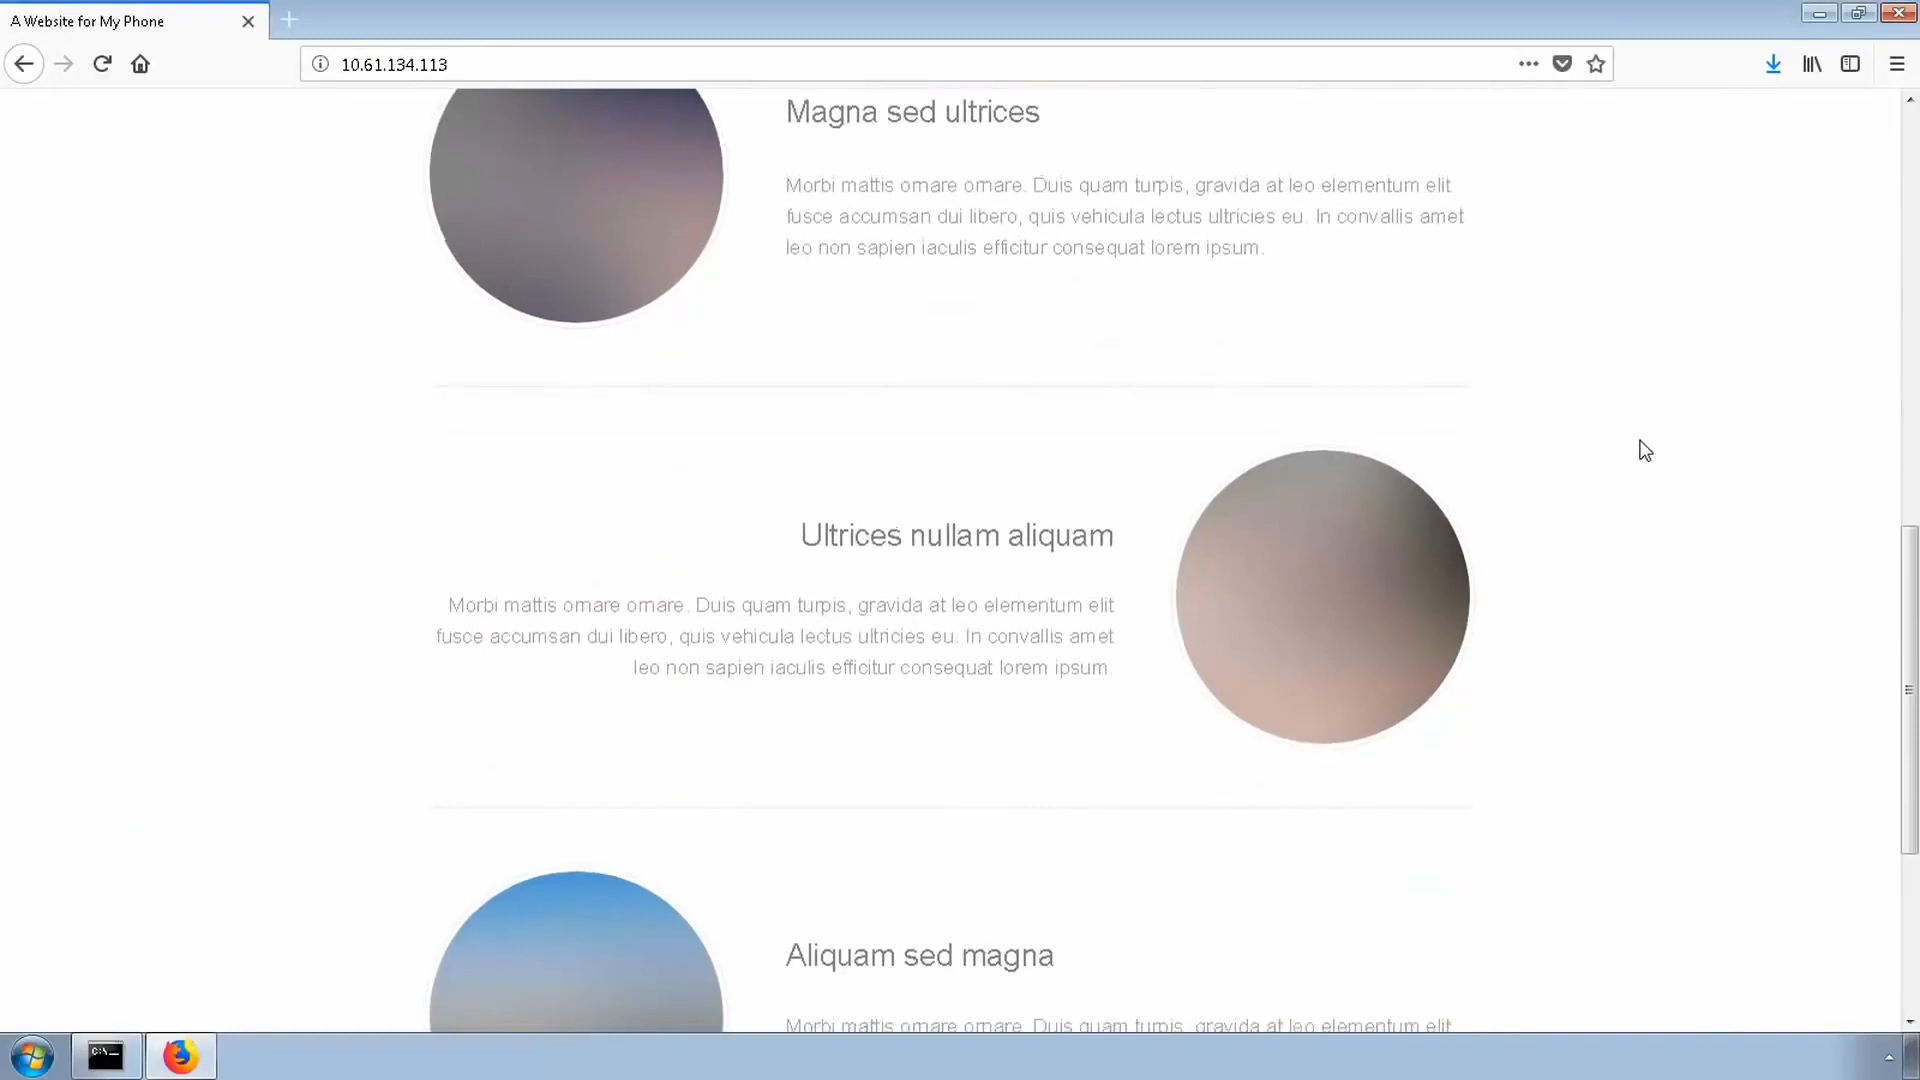 A Website for My Phone
10.61.134.113
Magna sed ultrices
Morbi mattis ornare ornare. Duis quam turpis, gravida at leo elementum elit
fusce accumsan dui libero, quis vehicula lectus ultricies eu. In convallis amet
leo non sapien iaculis efficitur consequat lorem ipsum.
Ultrices nullam aliquam
Morbi mattis ornare ornare. Duis quam turpis, gravida at leo elementum elit
fusce accumsan dui libero, quis vehicula lectus ultricies eu. In convallis amet
leo non sapien iaculis efficitur consequat lorem ipsum
Aliquam sed magna
Morbi mattis ornare ornare. Duis quam turpis, gravida at leo elementum elit
C:\